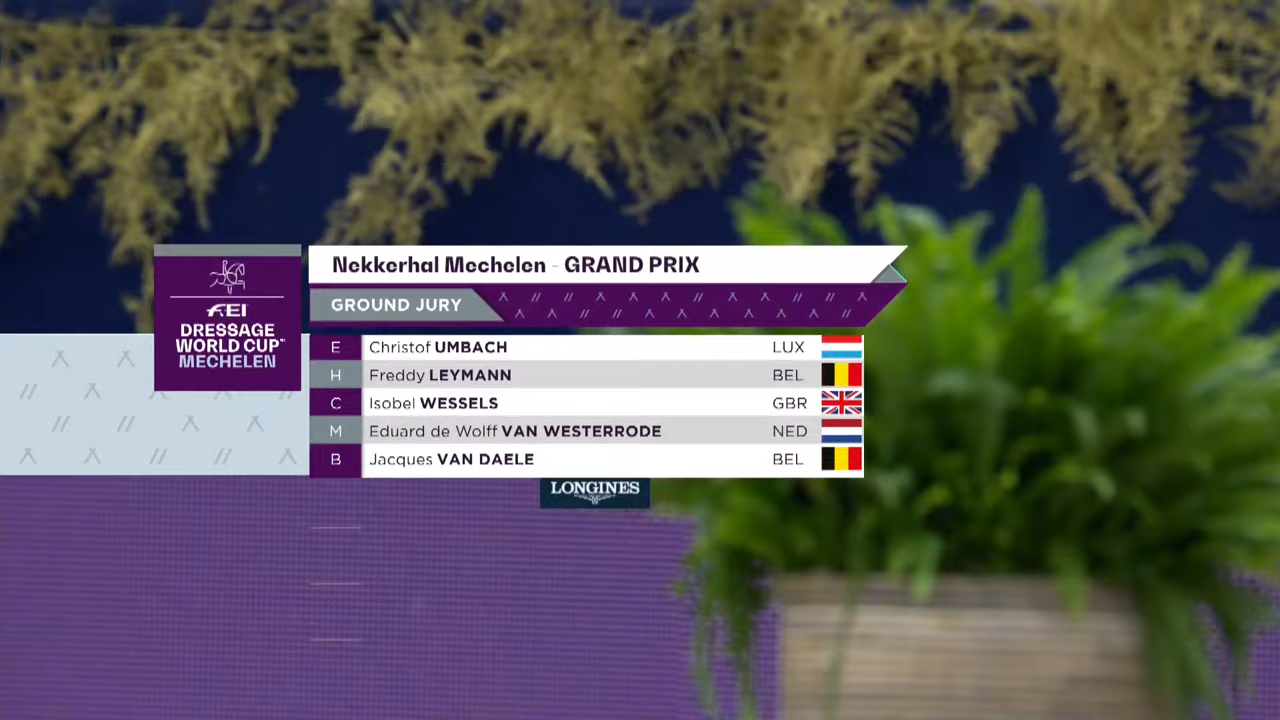 Nekkerhal Mechelen - GRAND PRIX
FEI
DRESSAGE
WORLD CUP™
MECHELEN
GROUND JURY
E Christof UMBACH LUX
H Freddy LEYMANN BEL
C Isobel WESSELS GBR
M Eduard de Wolff VAN WESTERRODE NED
B Jacques VAN DAELE BEL
LONGINES